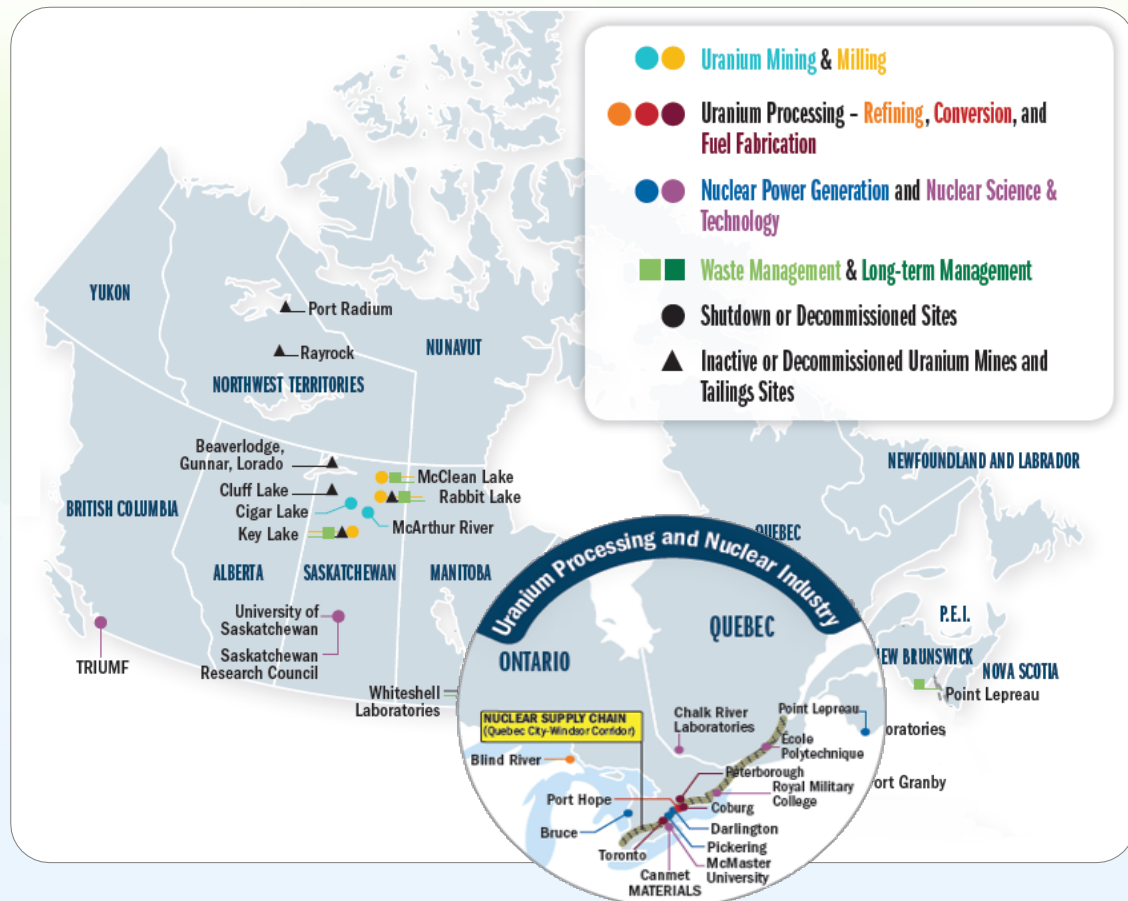 Uranium Mining & Milling
Uranium Processing – Refining, Conversion, and
Fuel Fabrication
Nuclear Power Generation and Nuclear Science &
Technology
Waste Management & Long-term Management
Shutdown or Decommissioned Sites
Inactive or Decommissioned Uranium Mines and
Tailings Sites
YUKON
Port Radium
Rayrock
NUNAVUT
NORTHWEST TERRITORIES
Beaverlodge,
Gunnar, Lorado
McClean Lake
Cluff Lake
Rabbit Lake
Cigar Lake
McArthur River
Key Lake
BRITISH COLUMBIA
ALBERTA
SASKATCHEWAN
MANITOBA
NEWFOUNDLAND AND LABRADOR
QUEBEC
University of
Saskatchewan
Saskatchewan
Research Council
TRIUMF
Whiteshell
Laboratories
P.E.I.
NEW BRUNSWICK
NOVA SCOTIA
Point Lepreau
oratories
ort Granby
Uranium Processing and Nuclear Industry
QUEBEC
ONTARIO
NUCLEAR SUPPLY CHAIN
(Quebec City-Windsor Corridor)
Chalk River
Laboratories
Point Lepreau
École
Polytechnique
Blind River
Peterborough
Royal Military
College
Port Hope
Coburg
Bruce
Darlington
Pickering
Toronto
McMaster
University
Canmet
MATERIALS